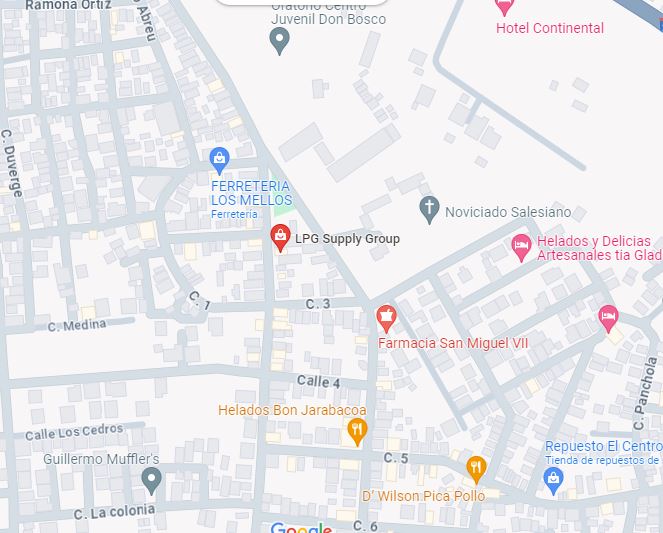 Ramona Ortiz
Abreu
Oratorio Centro
Juvenil Don Bosco
Hotel Continental
C. Duverge
FERRETERIA
LOS MELLOS
Ferretería
Noviciado Salesiano
LPG Supply Group
Helados y Delicias
Artesanales tia Glad
C. 1
C. 3
C. Medina
Farmacia San Miguel VII
C. Panchola
Calle 4
Helados Bon Jarabacoa
Calle Los Cedros
Guillermo Muffler's
C. 5
Repuesto El Centro
Tienda de repuestos de
D' Wilson Pica Pollo
C. La colonia
C. 6
Google